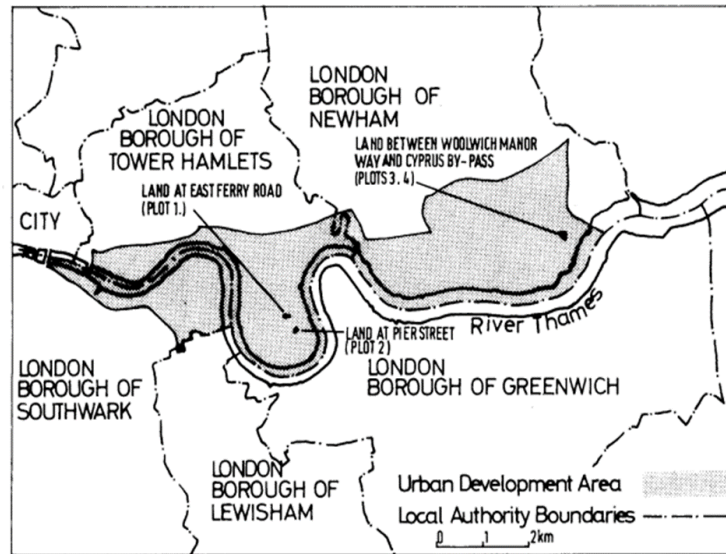 LONDON
BOROUGH OF
NEWHAM
LONDON
BOROUGH OF
TOWER HAMLETS
LAND BETWEEN WOOLWICH MANOR
WAY AND CYPRUS BY-PASS
(PLOTS 3. 4)
LAND AT EAST FERRY ROAD
(PLOT 1.)
CITY
River Thames
LAND AT PIER STREET
(PLOT 2)
LONDON
BOROUGH OF
SOUTHWARK
LONDON
BOROUGH OF GREENWICH
LONDON
BOROUGH OF
LEWISHAM
Urban Development Area
Local Authority Boundaries
0 1 2km